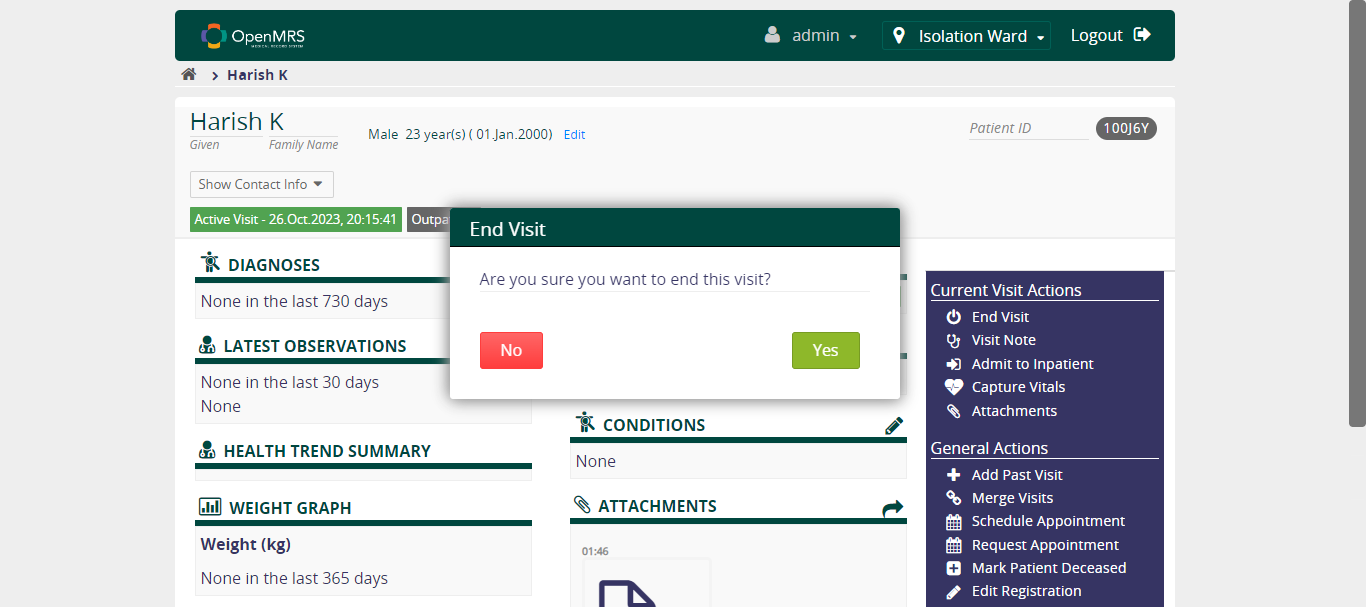 OpenMRS
MEDICAL RECORD SYSTEM
admin
Isolation Ward
Logout
Harish K
Harish K
Given Family Name
Male 23 year(s) ( 01.Jan.2000) Edit
Patient ID
100J6Y
Show Contact Info
Active Visit - 26.Oct.2023, 20:15:41
Outpa
End Visit
Are you sure you want to end this visit?
No
Yes
DIAGNOSES
None in the last 730 days
LATEST OBSERVATIONS
None in the last 30 days
None
HEALTH TREND SUMMARY
WEIGHT GRAPH
Weight (kg)
None in the last 365 days
CONDITIONS
None
ATTACHMENTS
01:46
Current Visit Actions
End Visit
Visit Note
Admit to Inpatient
Capture Vitals
Attachments
General Actions
Add Past Visit
Merge Visits
Schedule Appointment
Request Appointment
Mark Patient Deceased
Edit Registration